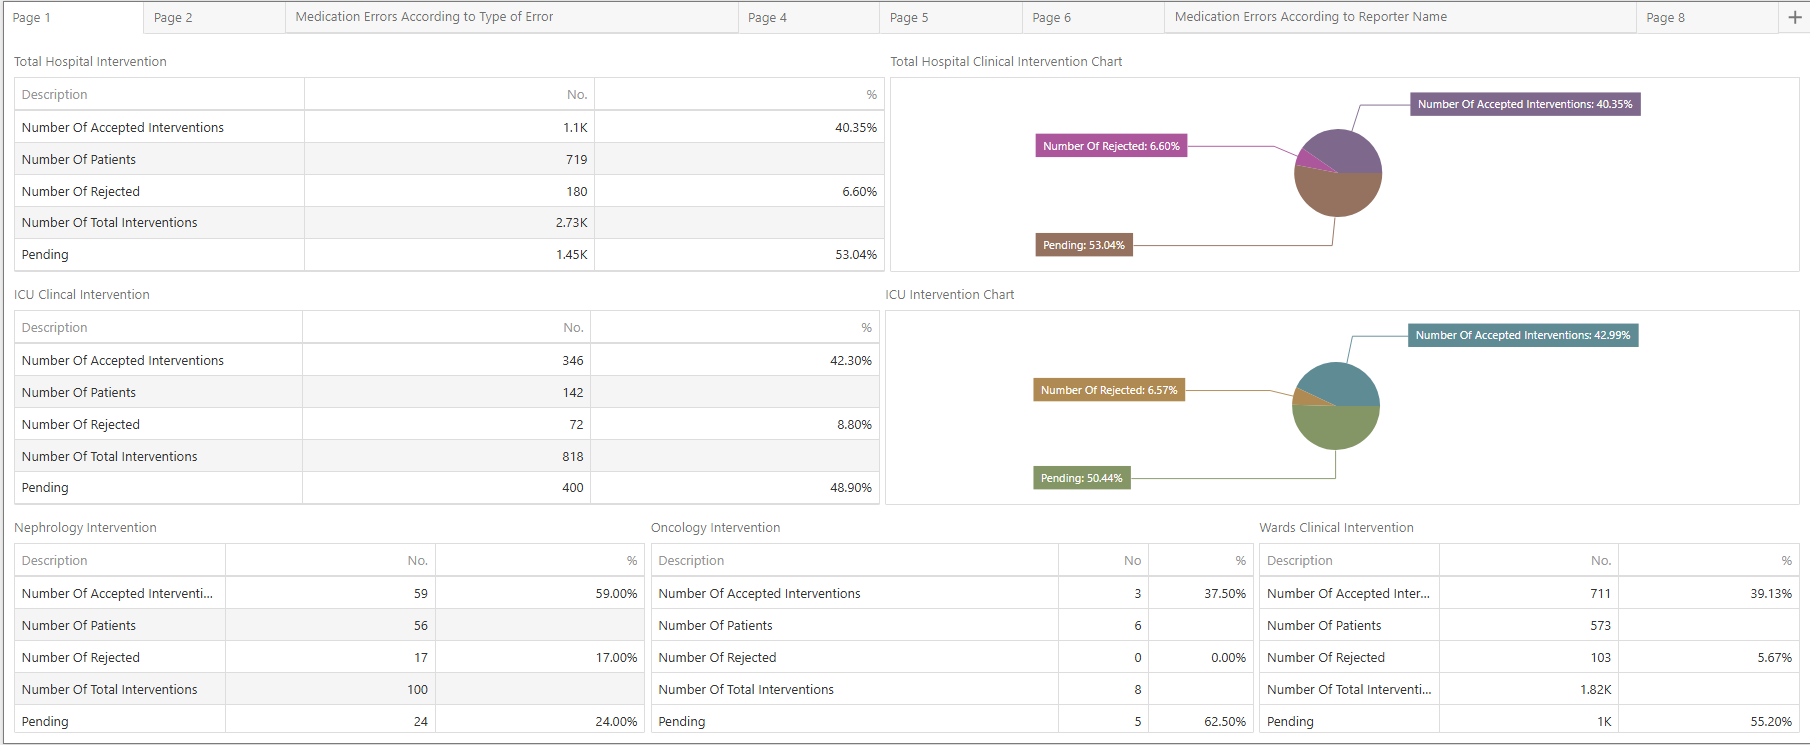 Page 1 Page 2 Medication Errors According to Type of Error Page 4 Page 5 Page 6 Medication Errors According to Reporter Name Page 8 +
Total Hospital Intervention
Description No. %
Number Of Accepted Interventions 1.1K 40.35%
Number Of Patients 719
Number Of Rejected 180 6.60%
Number Of Total Interventions 2.73K
Pending 1.45K 53.04%
Total Hospital Clinical Intervention Chart
Number Of Accepted Interventions: 40.35%
Number Of Rejected: 6.60%
Pending: 53.04%
ICU Clincal Intervention
Description No. %
Number Of Accepted Interventions 346 42.30%
Number Of Patients 142
Number Of Rejected 72 8.80%
Number Of Total Interventions 818
Pending 400 48.90%
ICU Intervention Chart
Number Of Accepted Interventions: 42.99%
Number Of Rejected: 6.57%
Pending: 50.44%
Nephrology Intervention
Description No. %
Number Of Accepted Interventi... 59 59.00%
Number Of Patients 56
Number Of Rejected 17 17.00%
Number Of Total Interventions 100
Pending 24 24.00%
Oncology Intervention
Description No %
Number Of Accepted Interventions 3 37.50%
Number Of Patients 6
Number Of Rejected 0 0.00%
Number Of Total Interventions 8
Pending 5 62.50%
Wards Clinical Intervention
Description No. %
Number Of Accepted Inter... 711 39.13%
Number Of Patients 573
Number Of Rejected 103 5.67%
Number Of Total Interventi... 1.82K
Pending 1K 55.20%